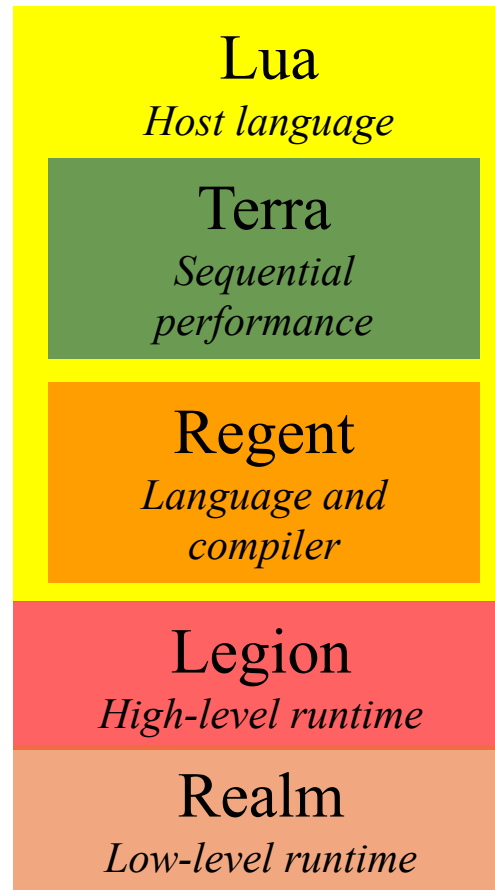 Lua
Host language
Terra
Sequential
performance
Regent
Language and
compiler
Legion
High-level runtime
Realm
Low-level runtime